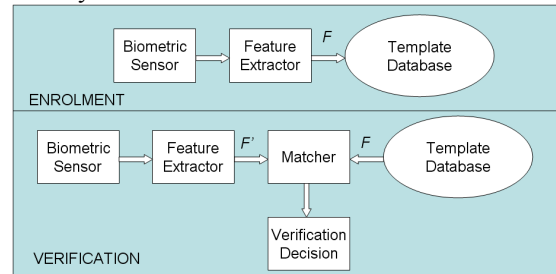 Biometric
Sensor
Feature
Extractor
F
Template
Database
ENROLMENT
Biometric
Sensor
Feature
Extractor
F'
Matcher
F
Template
Database
Verification
Decision
VERIFICATION